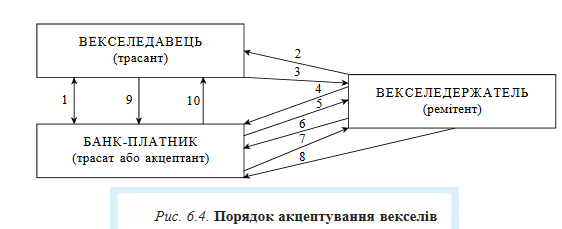 ВЕКСЕЛЕДАВЕЦЬ
(трасант)
2
3
4
5
6
7
8
1
9
10
ВЕКСЕЛЕДЕРЖАТЕЛЬ
(ремітент)
БАНК-ПЛАТНИК
(трасат або акцептант)
Рис. 6.4. Порядок акцептування векселів